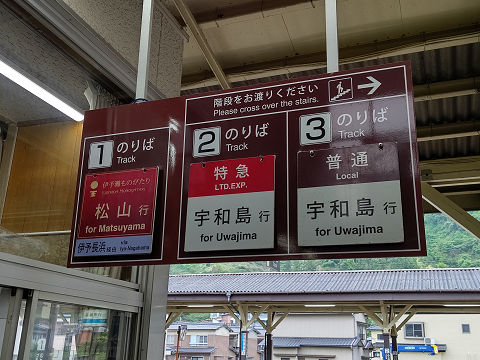 階段をお渡りください
Please cross over the stairs.
1 のりば
Track
伊予灘ものがたり
松山 行
for Matsuyama
伊予長浜 経由
via Iyo-Nagahama
2 のりば
Track
特急
LTD.EXP.
宇和島 行
for Uwajima
3 のりば
Track
普通
Local
宇和島 行
for Uwajima